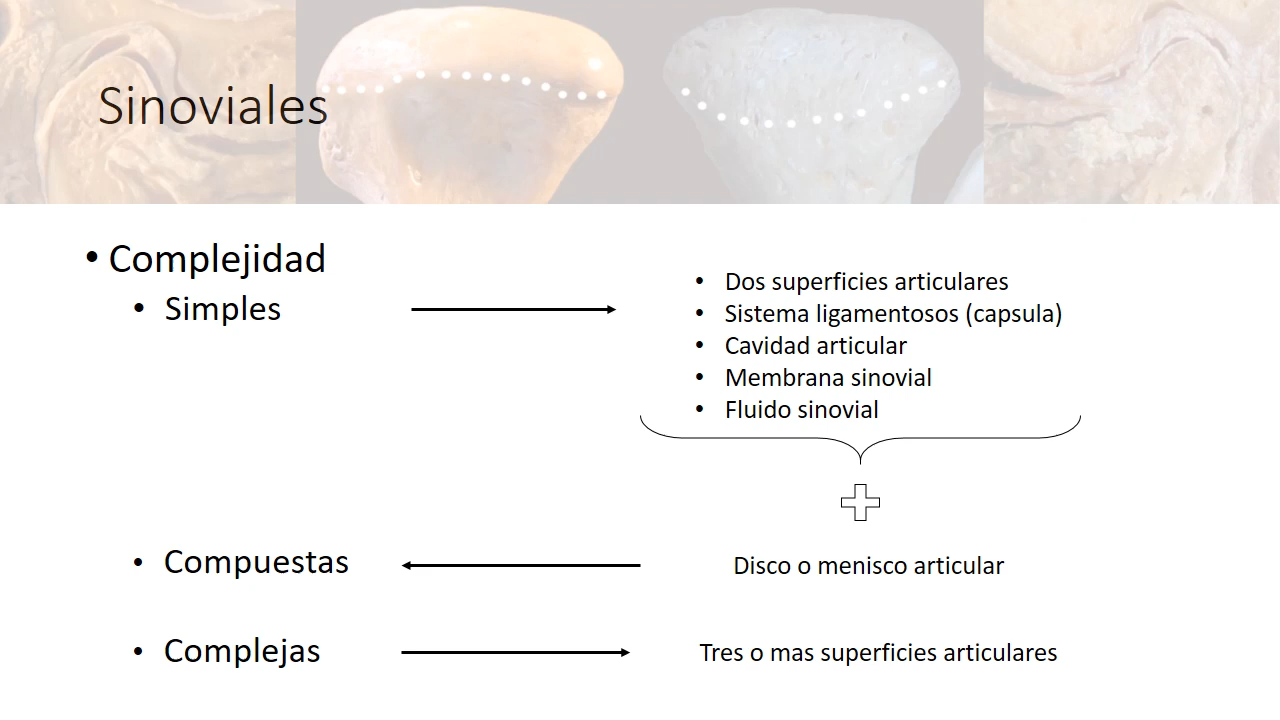 Sinoviales
• Complejidad
• Simples
• Dos superficies articulares
• Sistema ligamentosos (capsula)
• Cavidad articular
• Membrana sinovial
• Fluido sinovial
• Compuestas
Disco o menisco articular
• Complejas
Tres o mas superficies articulares